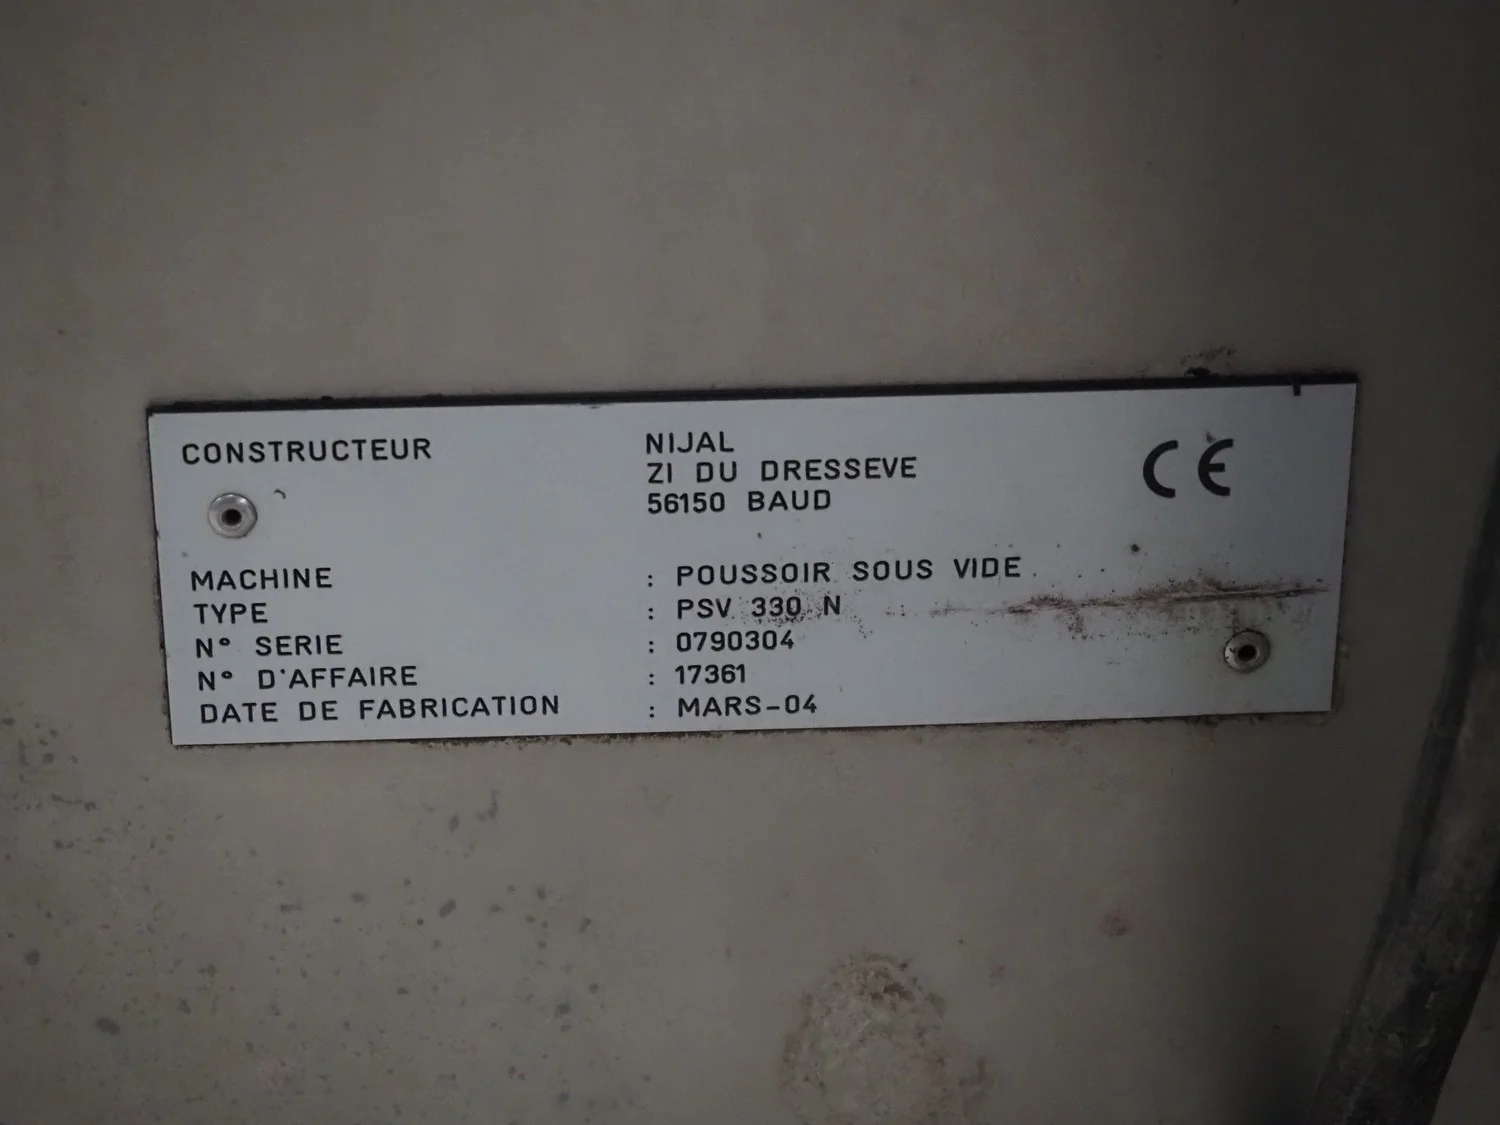 CONSTRUCTEUR NIJAL
ZI DU DRESSEVE
56150 BAUD
CE
MACHINE : POUSSOIR SOUS VIDE
TYPE : PSV 330 N
N° SERIE : 0790304
N° D'AFFAIRE : 17361
DATE DE FABRICATION : MARS-04